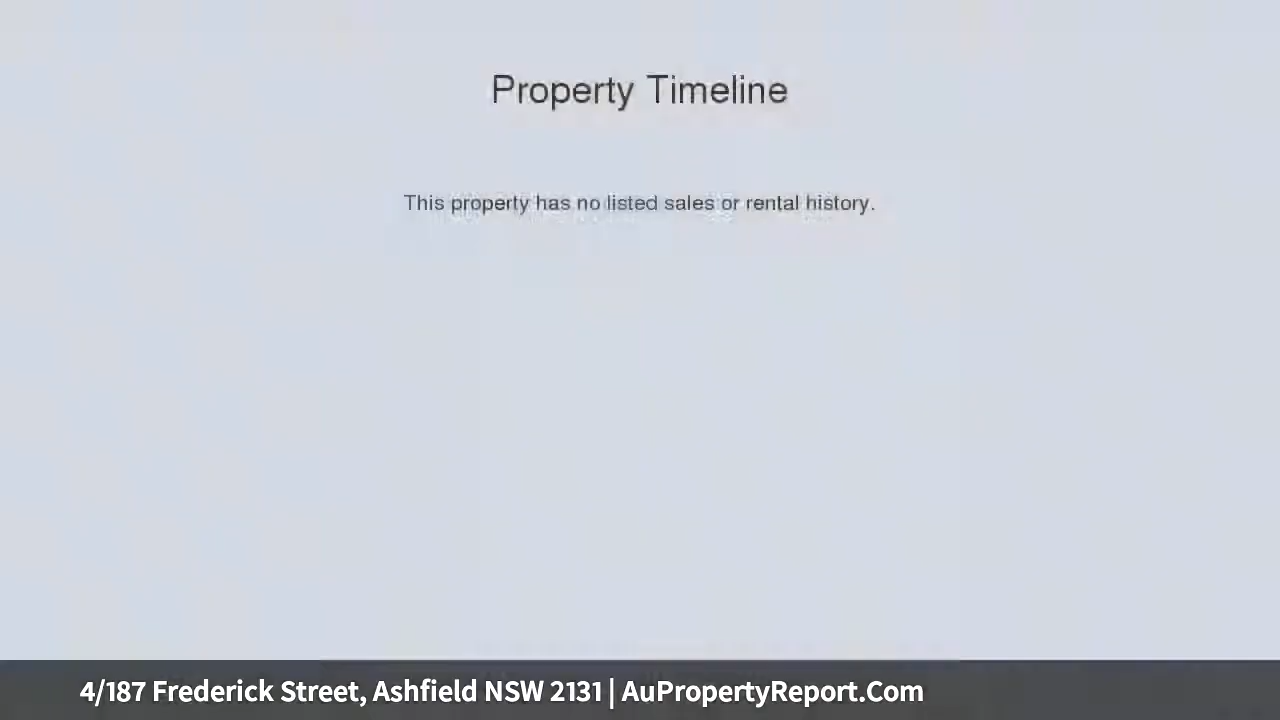 Property Timeline
This property has no listed sales or rental history.
4/187 Frederick Street, Ashfield NSW 2131 | AuPropertyReport.Com